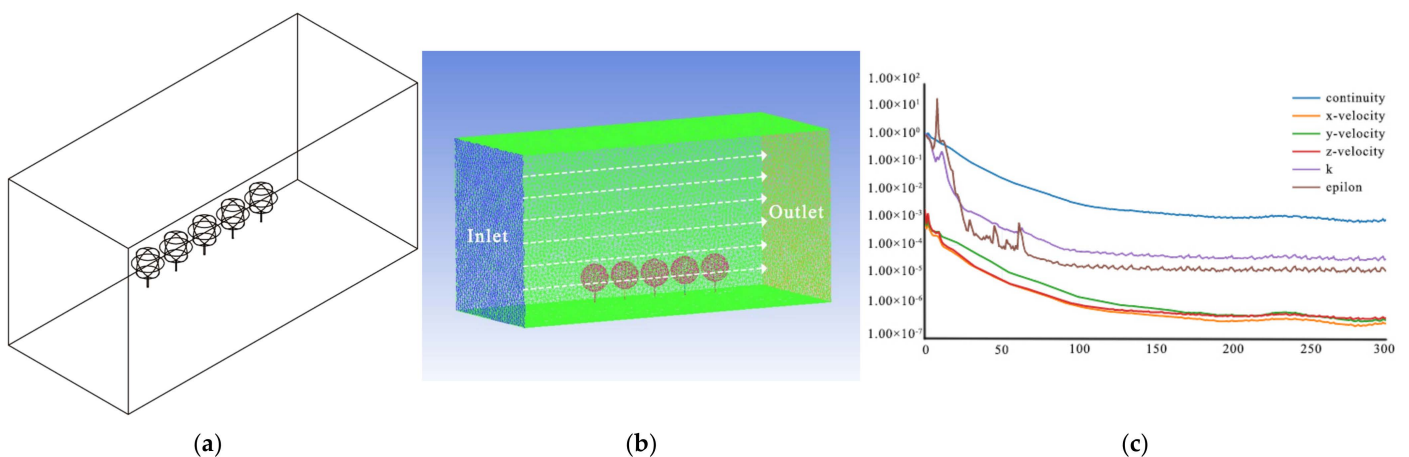 Inlet
Outlet
1.00×10²
1.00×10¹
1.00×10⁰
1.00×10⁻¹
1.00×10⁻²
1.00×10⁻³
1.00×10⁻⁴
1.00×10⁻⁵
1.00×10⁻⁶
1.00×10⁻⁷
0 50 100 150 200 250 300
continuity
x-velocity
y-velocity
z-velocity
k
epilon
(a) (b) (c)